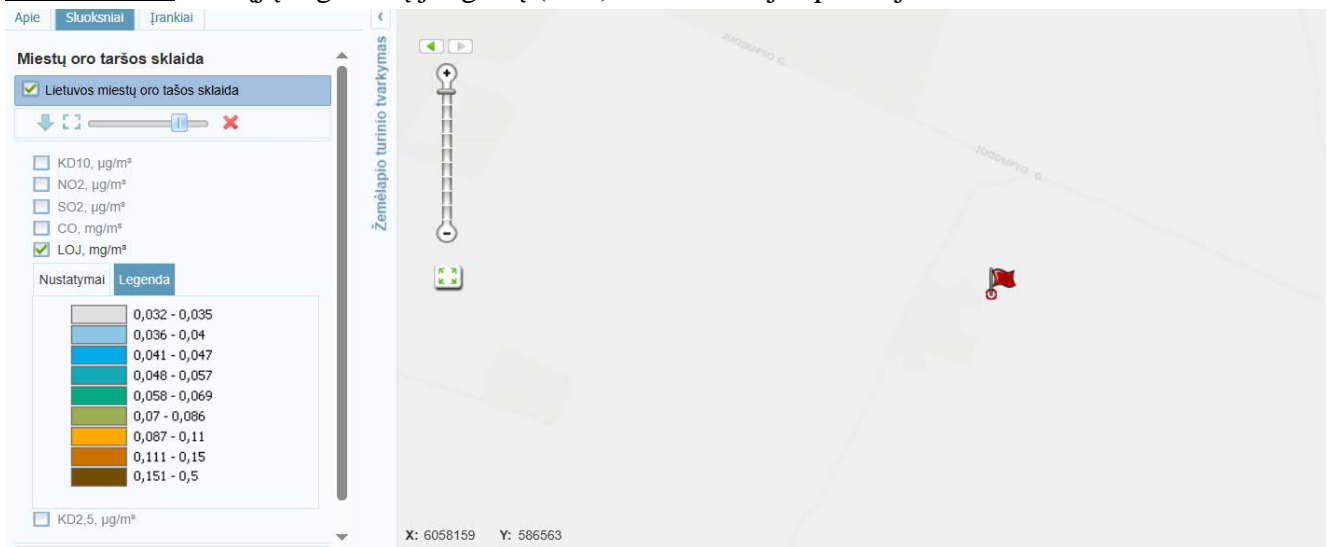 Apie Sluoksniai Įrankiai
Miestų oro taršos sklaida
Lietuvos miestų oro tašos sklaida
KD10, µg/m³
NO2, µg/m³
SO2, µg/m³
CO, mg/m³
LOJ, mg/m³
Nustatymai Legenda
0,032 - 0,035
0,036 - 0,04
0,041 - 0,047
0,048 - 0,057
0,058 - 0,069
0,07 - 0,086
0,087 - 0,11
0,111 - 0,15
0,151 - 0,5
KD2,5, µg/m³
Žemėlapio turinio tvarkymas
JUODUPIO G.
JUODUPIO G.
X: 6058159 Y: 586563